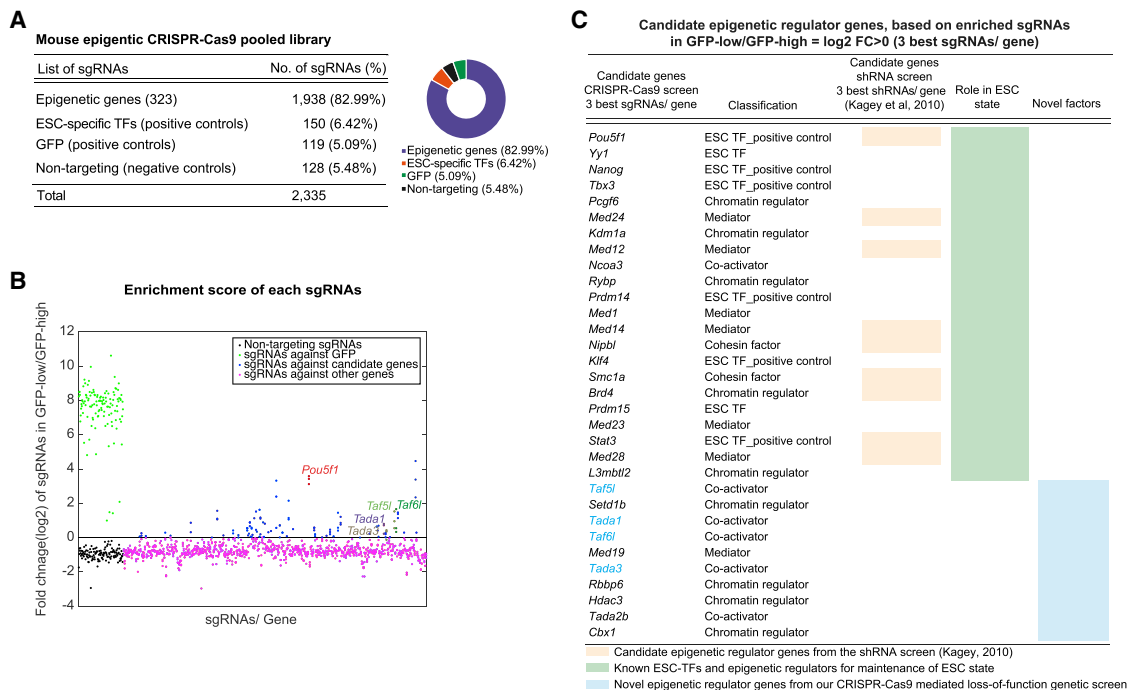 A
Mouse epigentic CRISPR-Cas9 pooled library
List of sgRNAs No. of sgRNAs (%)
Epigenetic genes (323) 1,938 (82.99%)
ESC-specific TFs (positive controls) 150 (6.42%)
GFP (positive controls) 119 (5.09%)
Non-targeting (negative controls) 128 (5.48%)
Total 2,335
Epigenetic genes (82.99%)
ESC-specific TFs (6.42%)
GFP (5.09%)
Non-targeting (5.48%)
B
Enrichment score of each sgRNAs
Fold chnage(log2) of sgRNAs in GFP-low/GFP-high
12
10
8
6
4
2
0
-2
-4
Non-targeting sgRNAs
sgRNAs against GFP
sgRNAs against candidate genes
sgRNAs against other genes
Pou5f1
Taf5l
Taf6l
Tada1
Tada3
sgRNAs/ Gene
C
Candidate epigenetic regulator genes, based on enriched sgRNAs
in GFP-low/GFP-high = log2 FC>0 (3 best sgRNAs/ gene)
Candidate genes
CRISPR-Cas9 screen
3 best sgRNAs/ gene
Classification
Candidate genes
shRNA screen
3 best shRNAs/ gene
(Kagey et al, 2010)
Role in ESC
state
Novel factors
Pou5f1 ESC TF_positive control
Yy1 ESC TF
Nanog ESC TF_positive control
Tbx3 ESC TF_positive control
Pcgf6 Chromatin regulator
Med24 Mediator
Kdm1a Chromatin regulator
Med12 Mediator
Ncoa3 Co-activator
Rybp Chromatin regulator
Prdm14 ESC TF_positive control
Med1 Mediator
Med14 Mediator
Nipbl Cohesin factor
Klf4 ESC TF_positive control
Smc1a Cohesin factor
Brd4 Chromatin regulator
Prdm15 ESC TF
Med23 Mediator
Stat3 ESC TF_positive control
Med28 Mediator
L3mbtl2 Chromatin regulator
Taf5l Co-activator
Setd1b Chromatin regulator
Tada1 Co-activator
Taf6l Co-activator
Med19 Mediator
Tada3 Co-activator
Rbbp6 Chromatin regulator
Hdac3 Chromatin regulator
Tada2b Co-activator
Cbx1 Chromatin regulator
Candidate epigenetic regulator genes from the shRNA screen (Kagey, 2010)
Known ESC-TFs and epigenetic regulators for maintenance of ESC state
Novel epigenetic regulator genes from our CRISPR-Cas9 mediated loss-of-function genetic screen